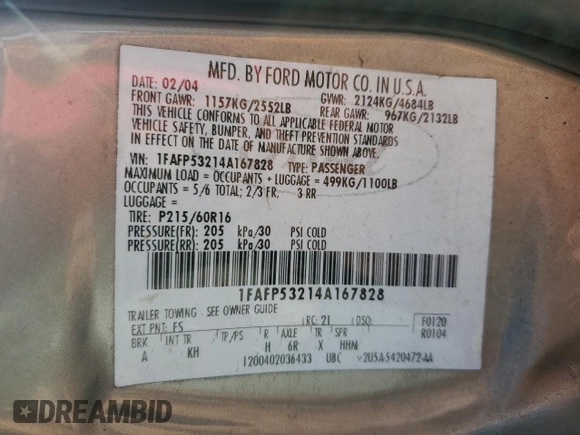 MFD. BY FORD MOTOR CO. IN U.S.A.
DATE: 02/04 GVWR: 2124KG/4684LB
FRONT GAWR: 1157KG/2552LB REAR GAWR: 967KG/2132LB
THIS VEHICLE CONFORMS TO ALL APPLICABLE FEDERAL MOTOR
VEHICLE SAFETY, BUMPER, AND THEFT PREVENTION STANDARDS
IN EFFECT ON THE DATE OF MANUFACTURE SHOWN ABOVE.
VIN: 1FAFP53214A167828 TYPE: PASSENGER
MAXIMUM LOAD = OCCUPANTS + LUGGAGE = 499KG/1100LB
OCCUPANTS = 5/6 TOTAL; 2/3 FR, 3 RR
LUGGAGE =
TIRE: P215/60R16
PRESSURE(FR): 205 kPa/30 PSI COLD
PRESSURE(RR): 205 kPa/30 PSI COLD
1FAFP53214A167828
TRAILER TOWING SEE OWNER GUIDE
EXT PNT: FS RC: 21 DSO: F0120
BRK INT TR TP/PS R AXLE TR SPR R0104
A KH H 6R X HHM
1200402036433 UBC v2U5A-5420472-AA
DREAMBID